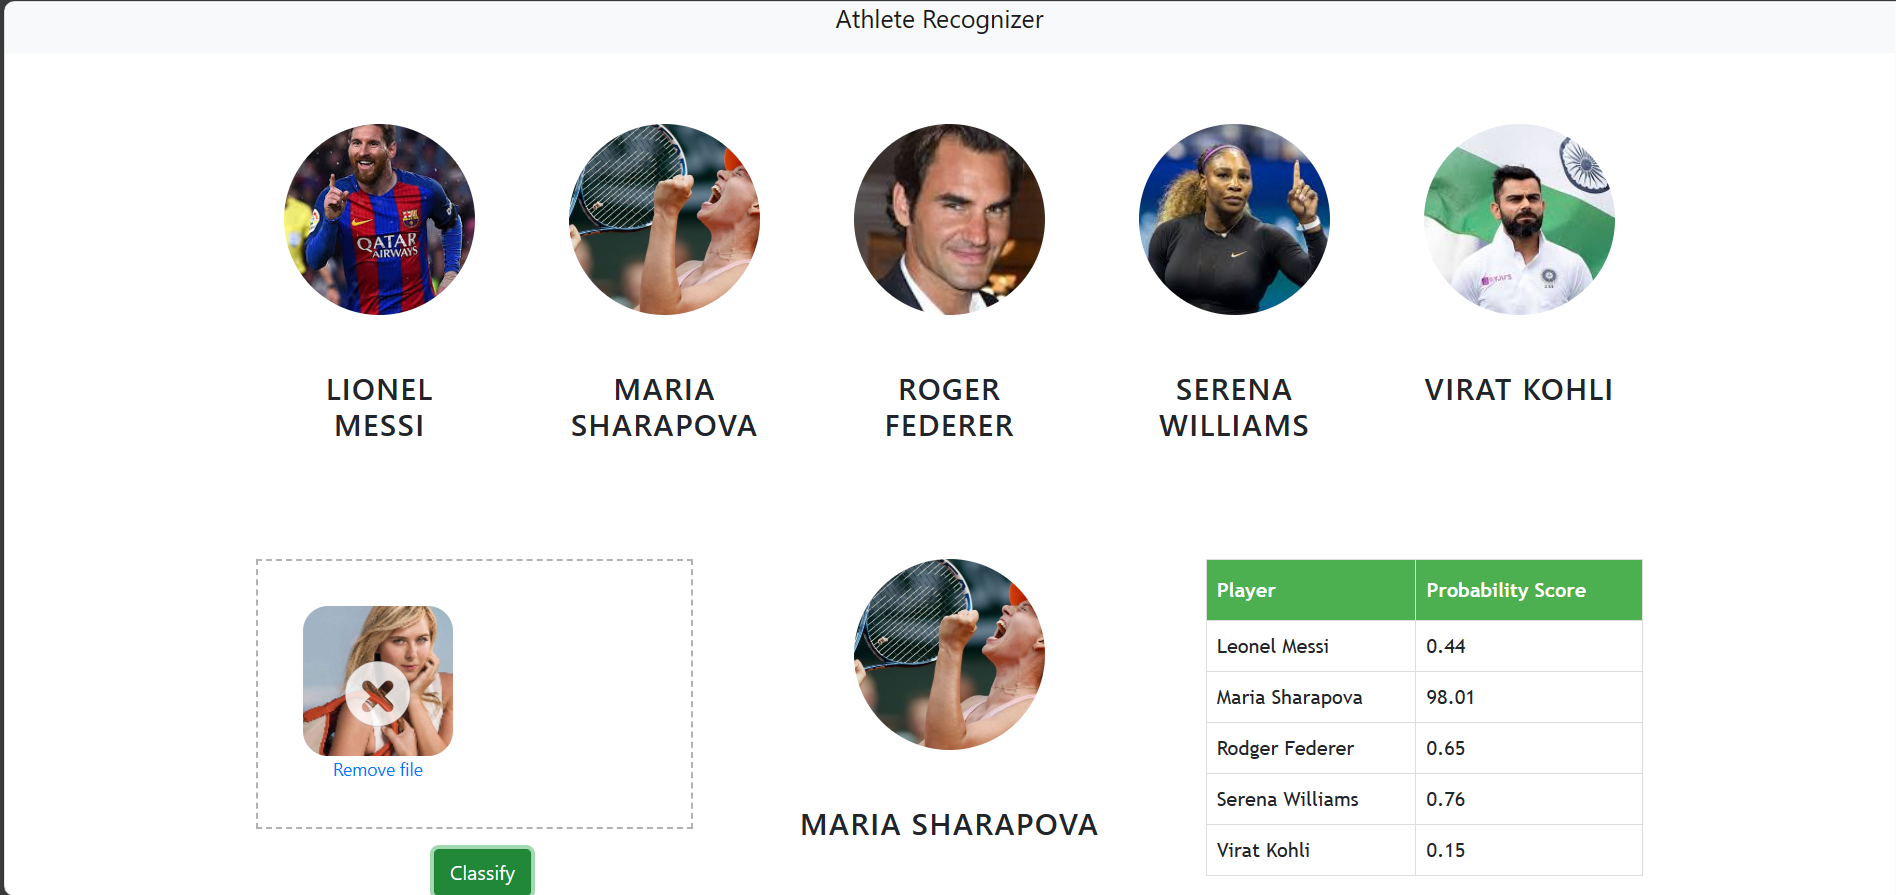 Athlete Recognizer
QATAR
AIRWAYS
LIONEL
MESSI
MARIA
SHARAPOVA
ROGER
FEDERER
SERENA
WILLIAMS
VIRAT KOHLI
Remove file
Classify
MARIA SHARAPOVA
Player Probability Score
Leonel Messi 0.44
Maria Sharapova 98.01
Rodger Federer 0.65
Serena Williams 0.76
Virat Kohli 0.15